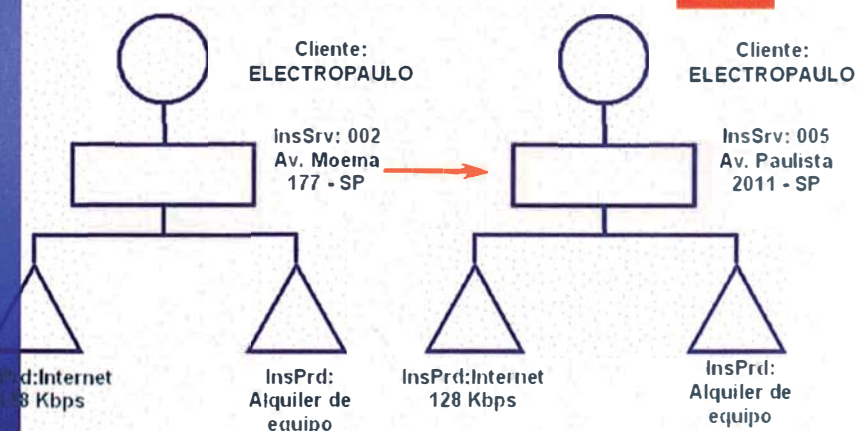 Cliente:
ELECTROPAULO
InsSrv: 002
Av. Moema
177 - SP
Cliente:
ELECTROPAULO
InsSrv: 005
Av. Paulista
2011 - SP
Kbps
InsPrd:
Alquiler de
equipo
InsPrd:Internet
128 Kbps
InsPrd:
Alquiler de
equipo